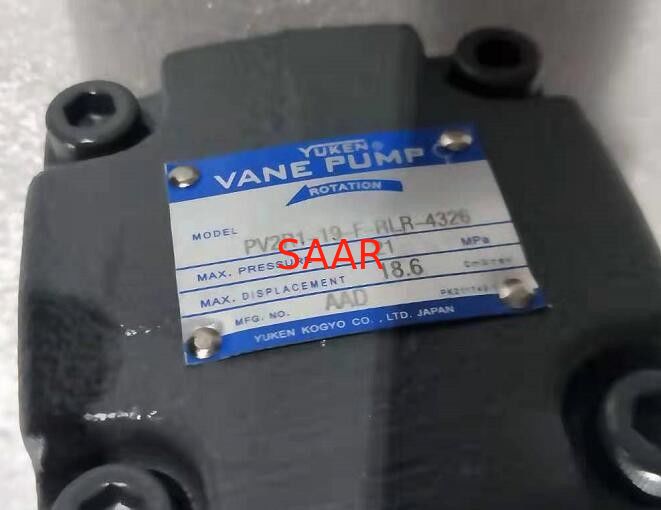 YUKEN®
VANE PUMP
ROTATION
MODEL PV2R1-19-F-RLR-4326
SAAR
MAX. PRESSURE 21 MPa
MAX. DISPLACEMENT 18.6
MFG. NO. AAD
YUKEN KOGYO CO., LTD. JAPAN